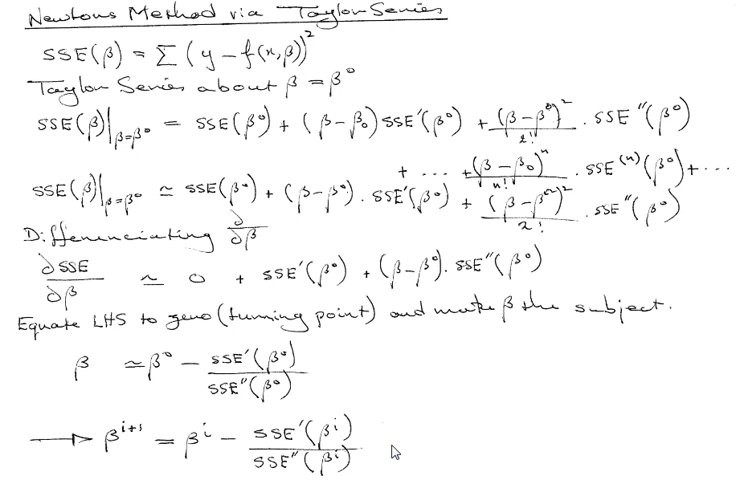 Newtons Method via Taylor Series
SSE(β) = Σ (y – f(x,β))²
Taylor Series about β = β⁰
SSE(β)|β=β⁰ = SSE(β⁰) + (β – β₀) SSE'(β⁰) + (β – β⁰)²/2! . SSE''(β⁰)
+ ... + (β – β₀)ⁿ/n! . SSE⁽ⁿ⁾(β⁰) + ...
SSE(β)|β=β⁰ ≃ SSE(β⁰) + (β – β⁰) . SSE'(β⁰) + (β – β⁰)²/2! . SSE''(β⁰)
Differenciating ∂/∂β
∂SSE/∂β ≃ 0 + SSE'(β⁰) + (β – β⁰) . SSE''(β⁰)
Equate LHS to zero (turning point) and make β the subject.
β ≃ β⁰ – SSE'(β⁰)/SSE''(β⁰)
→ βⁱ⁺¹ = βⁱ – SSE'(βⁱ)/SSE''(βⁱ)